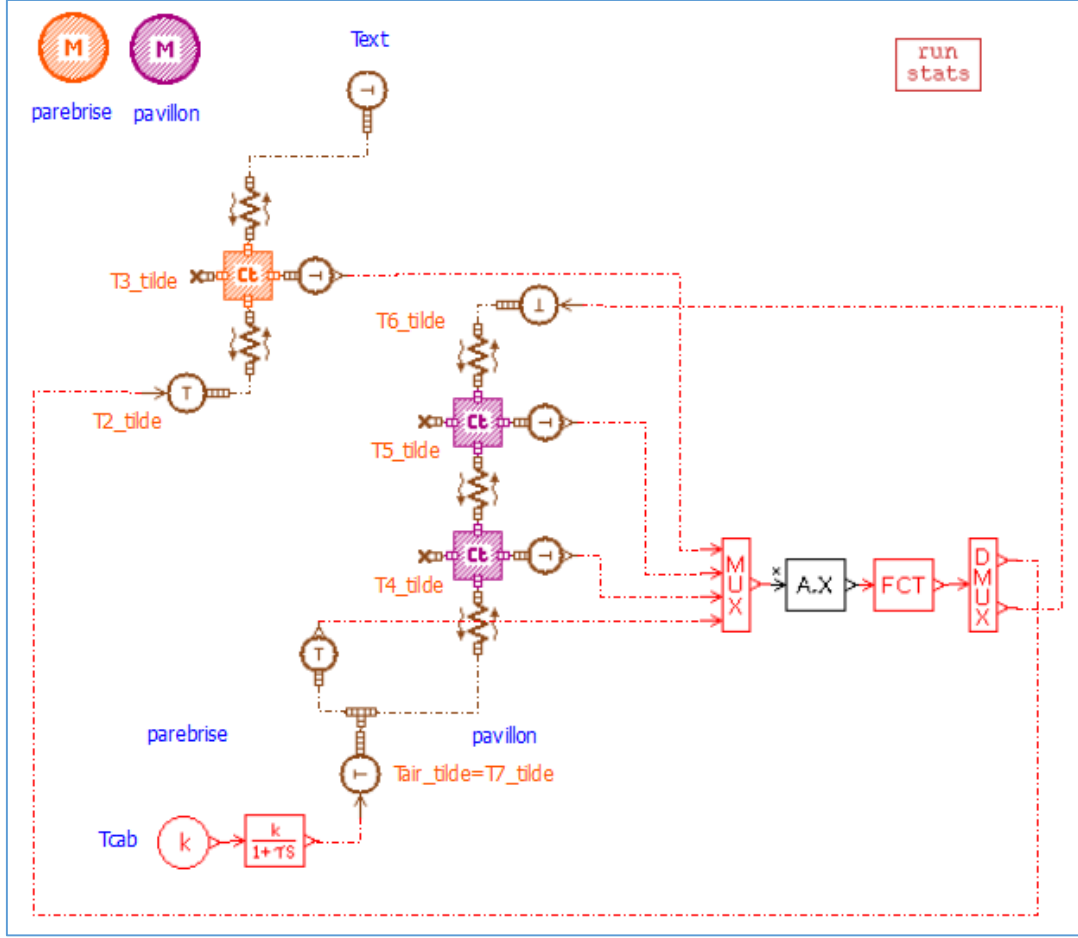 M
M
Text
run
stats
parebrise
pavillon
T
Ct
T
T3_tilde
T
T6_tilde
T
T2_tilde
Ct
T
T5_tilde
Ct
T
T4_tilde
MUX
x
A.X
FCT
DMUX
T
parebrise
pavillon
T
Tair_tilde=T7_tilde
Tcab
k
k
1+τs